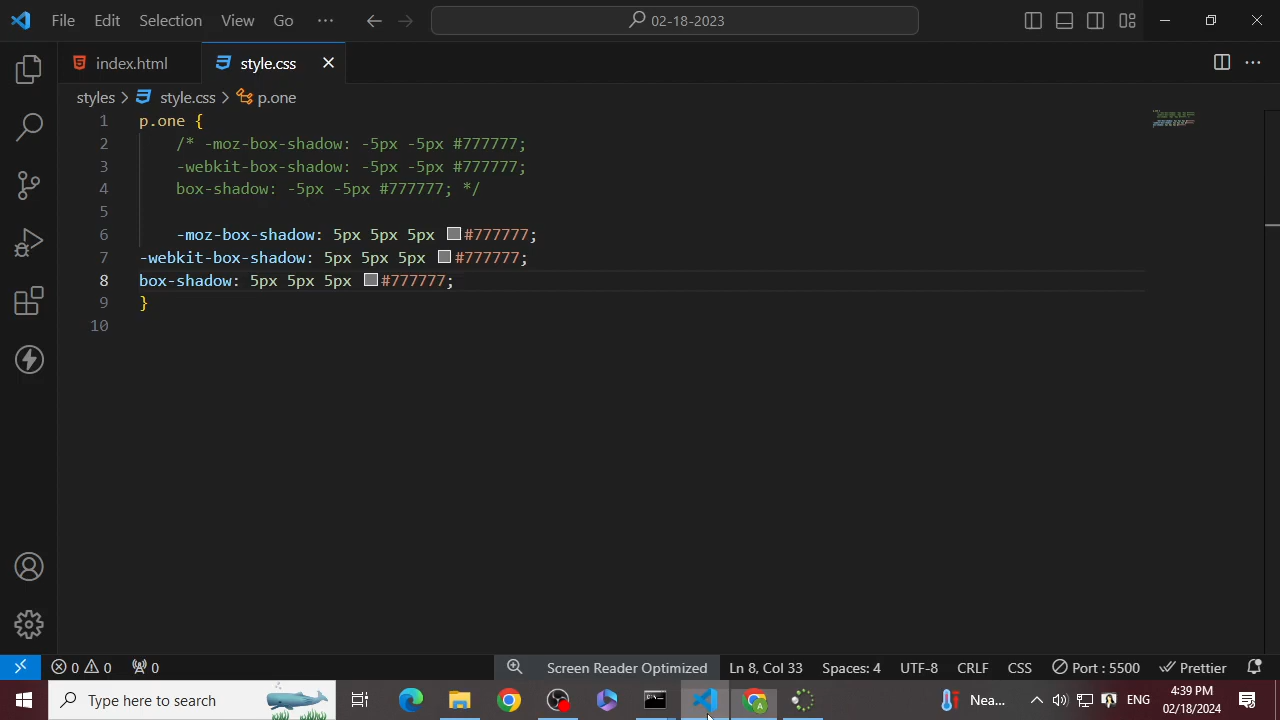 File Edit Selection View Go ··· 02-18-2023
index.html style.css
styles > style.css > p.one
1 p.one {
2 /* -moz-box-shadow: -5px -5px #777777;
3 -webkit-box-shadow: -5px -5px #777777;
4 box-shadow: -5px -5px #777777; */
5
6 -moz-box-shadow: 5px 5px 5px #777777;
7 -webkit-box-shadow: 5px 5px 5px #777777;
8 box-shadow: 5px 5px 5px #777777;
9 }
10
0 0 0 Screen Reader Optimized Ln 8, Col 33 Spaces: 4 UTF-8 CRLF CSS Port : 5500 Prettier
Type here to search Nea... ENG 4:39 PM
02/18/2024